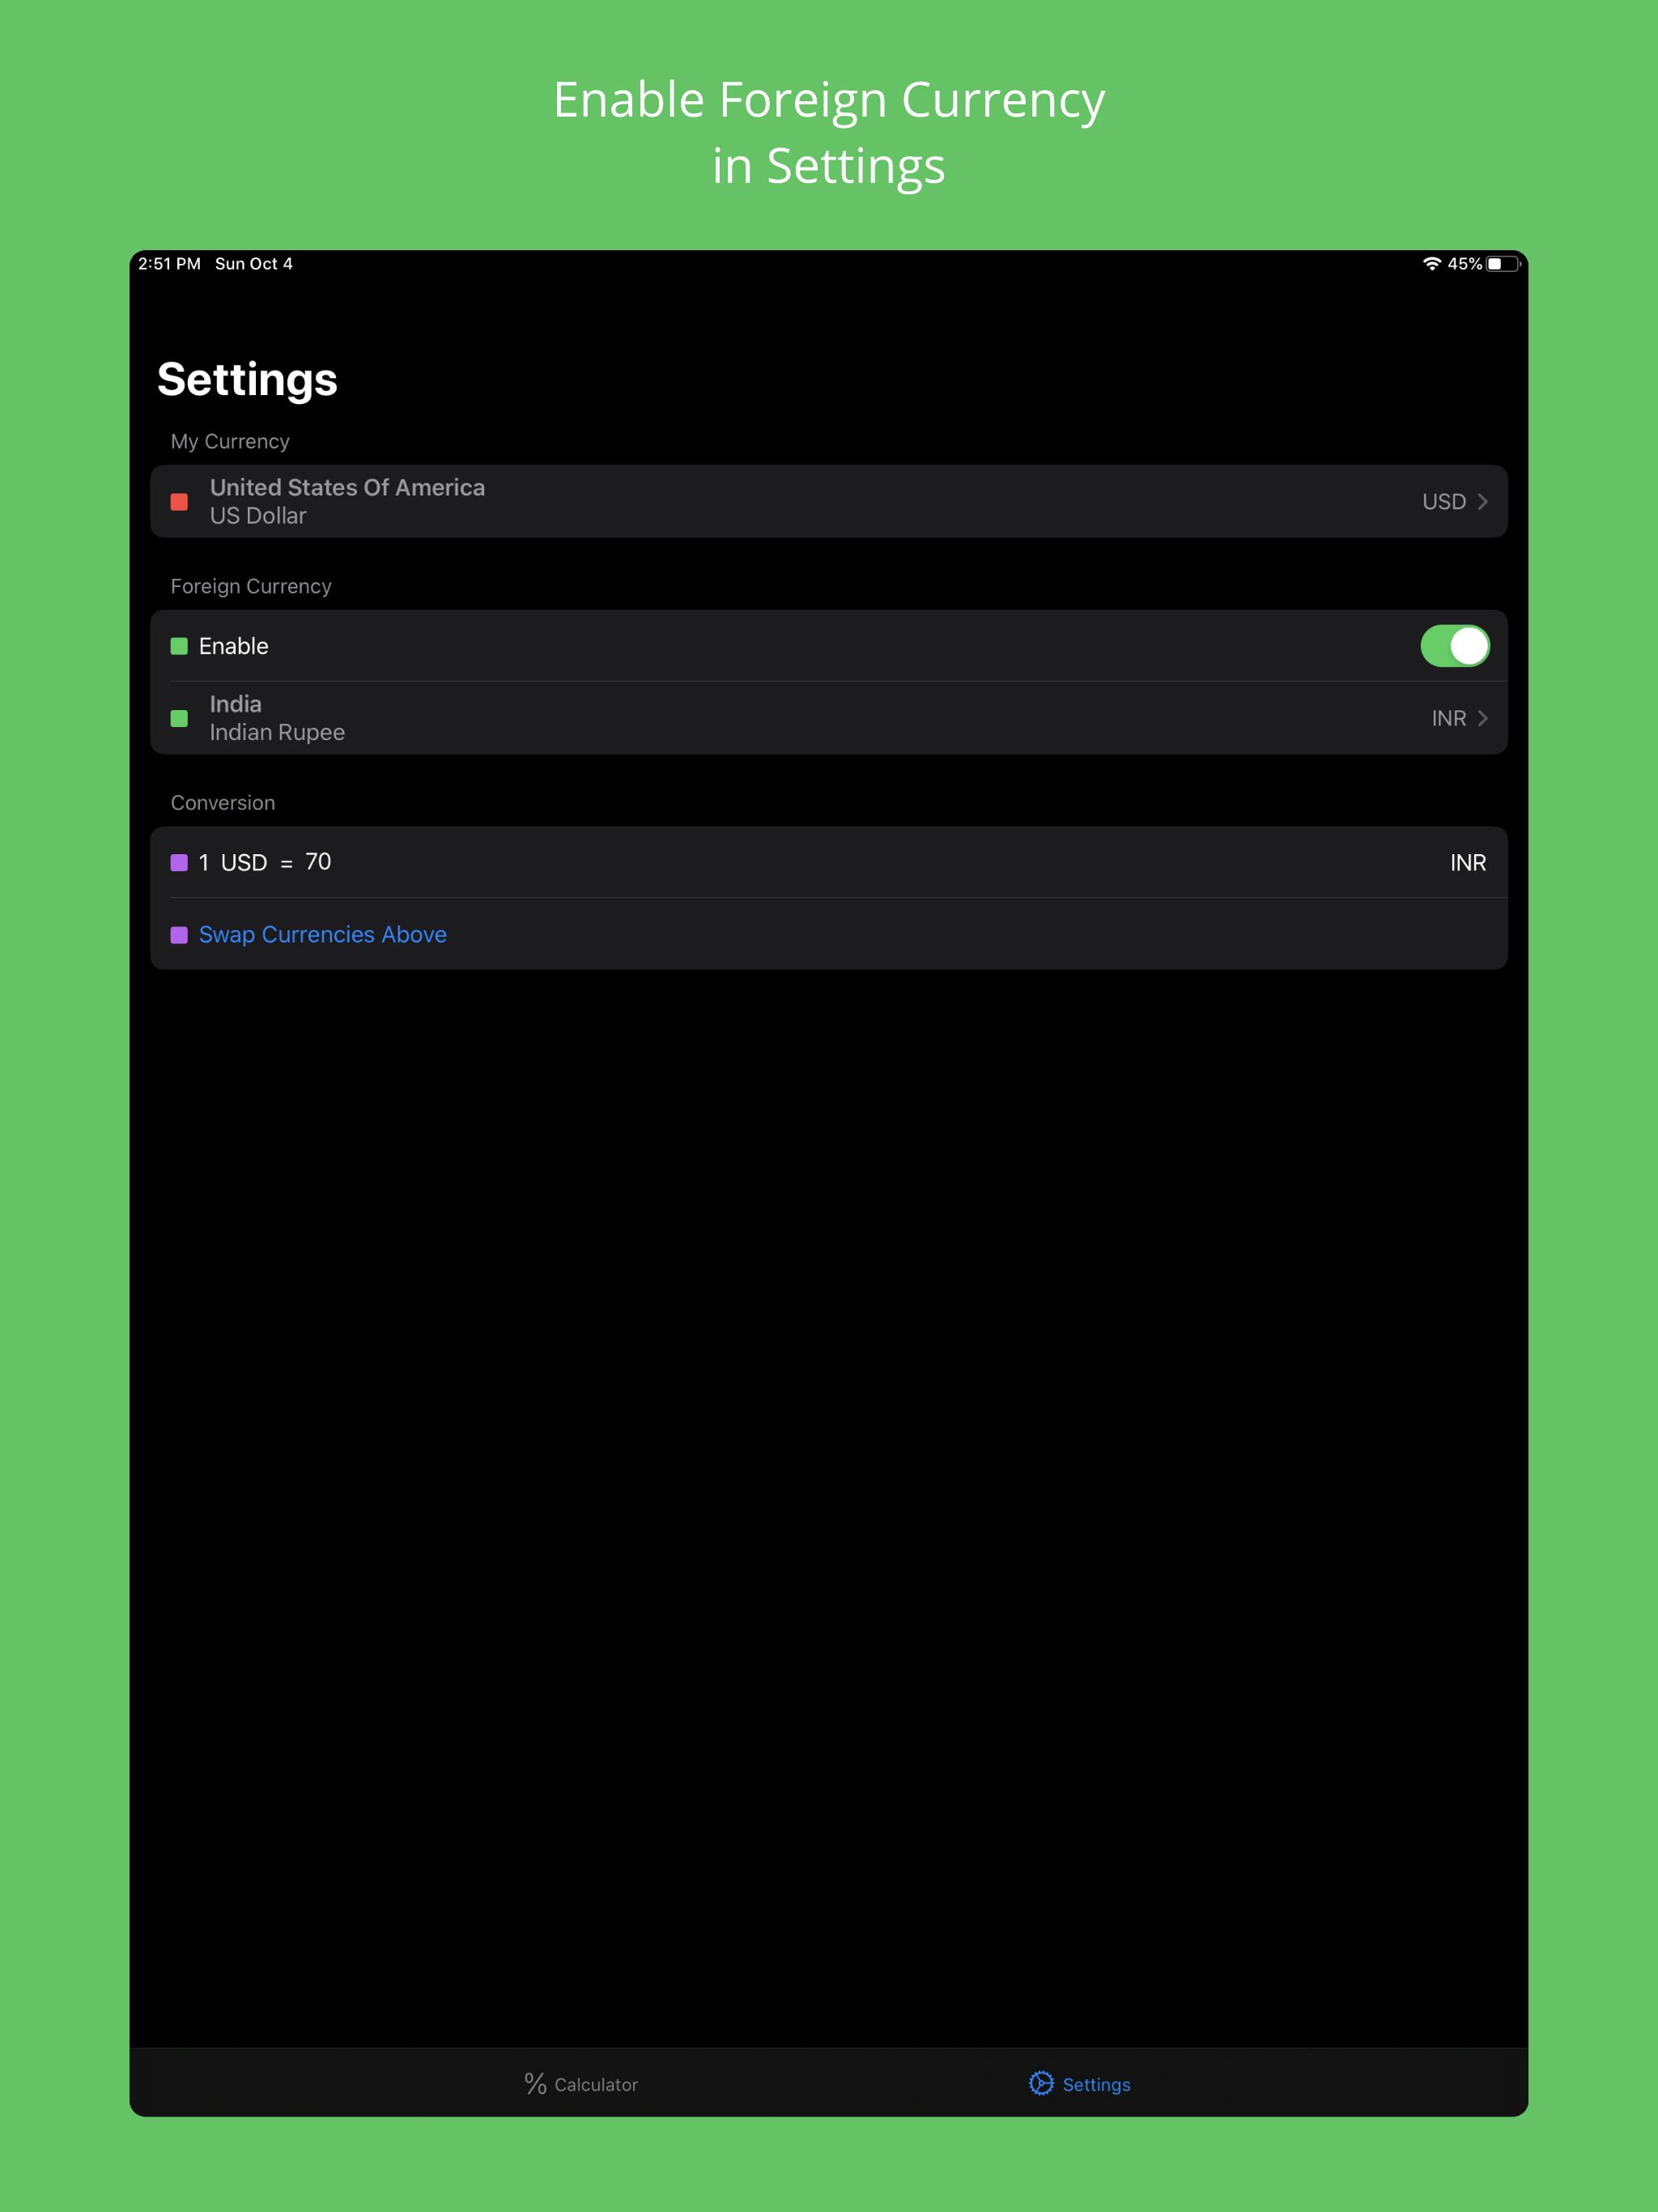 Enable Foreign Currency
in Settings
2:51 PM Sun Oct 4 45%
Settings
My Currency
United States Of America
US Dollar
USD
Foreign Currency
Enable
India
Indian Rupee
INR
Conversion
1 USD = 70 INR
Swap Currencies Above
% Calculator Settings